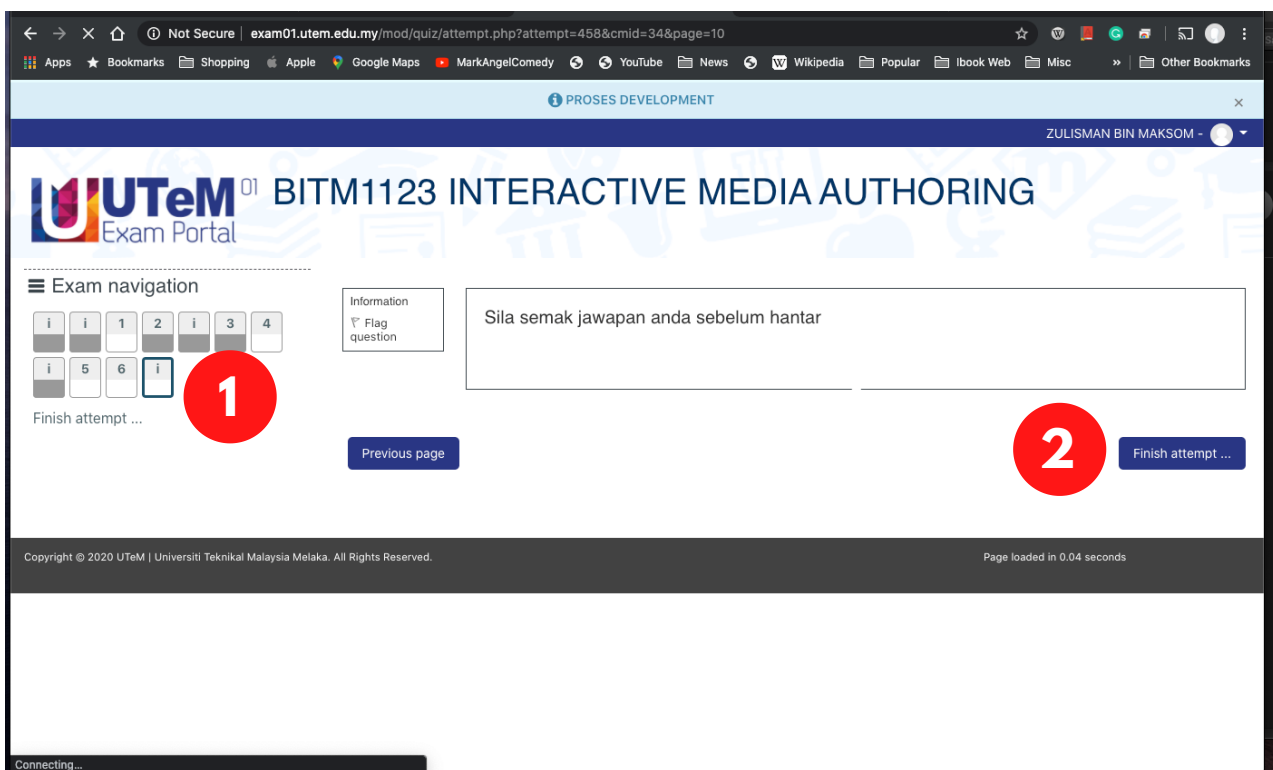 Not Secure | exam01.utem.edu.my/mod/quiz/attempt.php?attempt=458&cmid=34&page=10
Apps Bookmarks Shopping Apple Google Maps MarkAngelComedy YouTube News Wikipedia Popular Ibook Web Misc » Other Bookmarks
PROSES DEVELOPMENT ×
ZULISMAN BIN MAKSOM -
UTeM 01 BITM1123 INTERACTIVE MEDIA AUTHORING
Exam Portal
Exam navigation
i i 1 2 i 3 4
i 5 6 i
Finish attempt ...
1
Information
Flag
question
Sila semak jawapan anda sebelum hantar
Previous page
2
Finish attempt ...
Copyright © 2020 UTeM | Universiti Teknikal Malaysia Melaka. All Rights Reserved.
Page loaded in 0.04 seconds
Connecting...